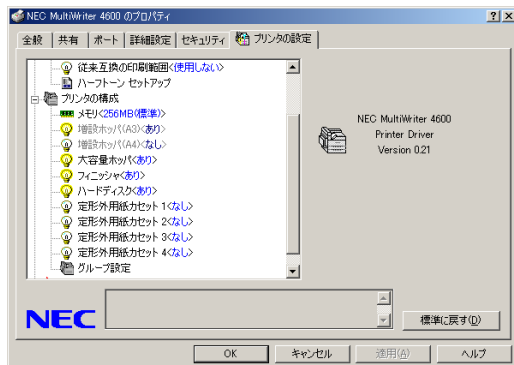 NEC MultiWriter 4600 のプロパティ
全般 共有 ポート 詳細設定 セキュリティ プリンタの設定
従来互換の印刷範囲<使用しない>
ハーフトーン セットアップ
プリンタの構成
メモリ<256MB(標準)>
増設ホッパ(A3)<あり>
増設ホッパ(A4)<なし>
大容量ホッパ<あり>
フィニッシャ<あり>
ハードディスク<あり>
定形外用紙カセット 1<なし>
定形外用紙カセット 2<なし>
定形外用紙カセット 3<なし>
定形外用紙カセット 4<なし>
グループ設定
NEC MultiWriter 4600
Printer Driver
Version 0.21
NEC
標準に戻す(D)
OK キャンセル 適用(A) ヘルプ